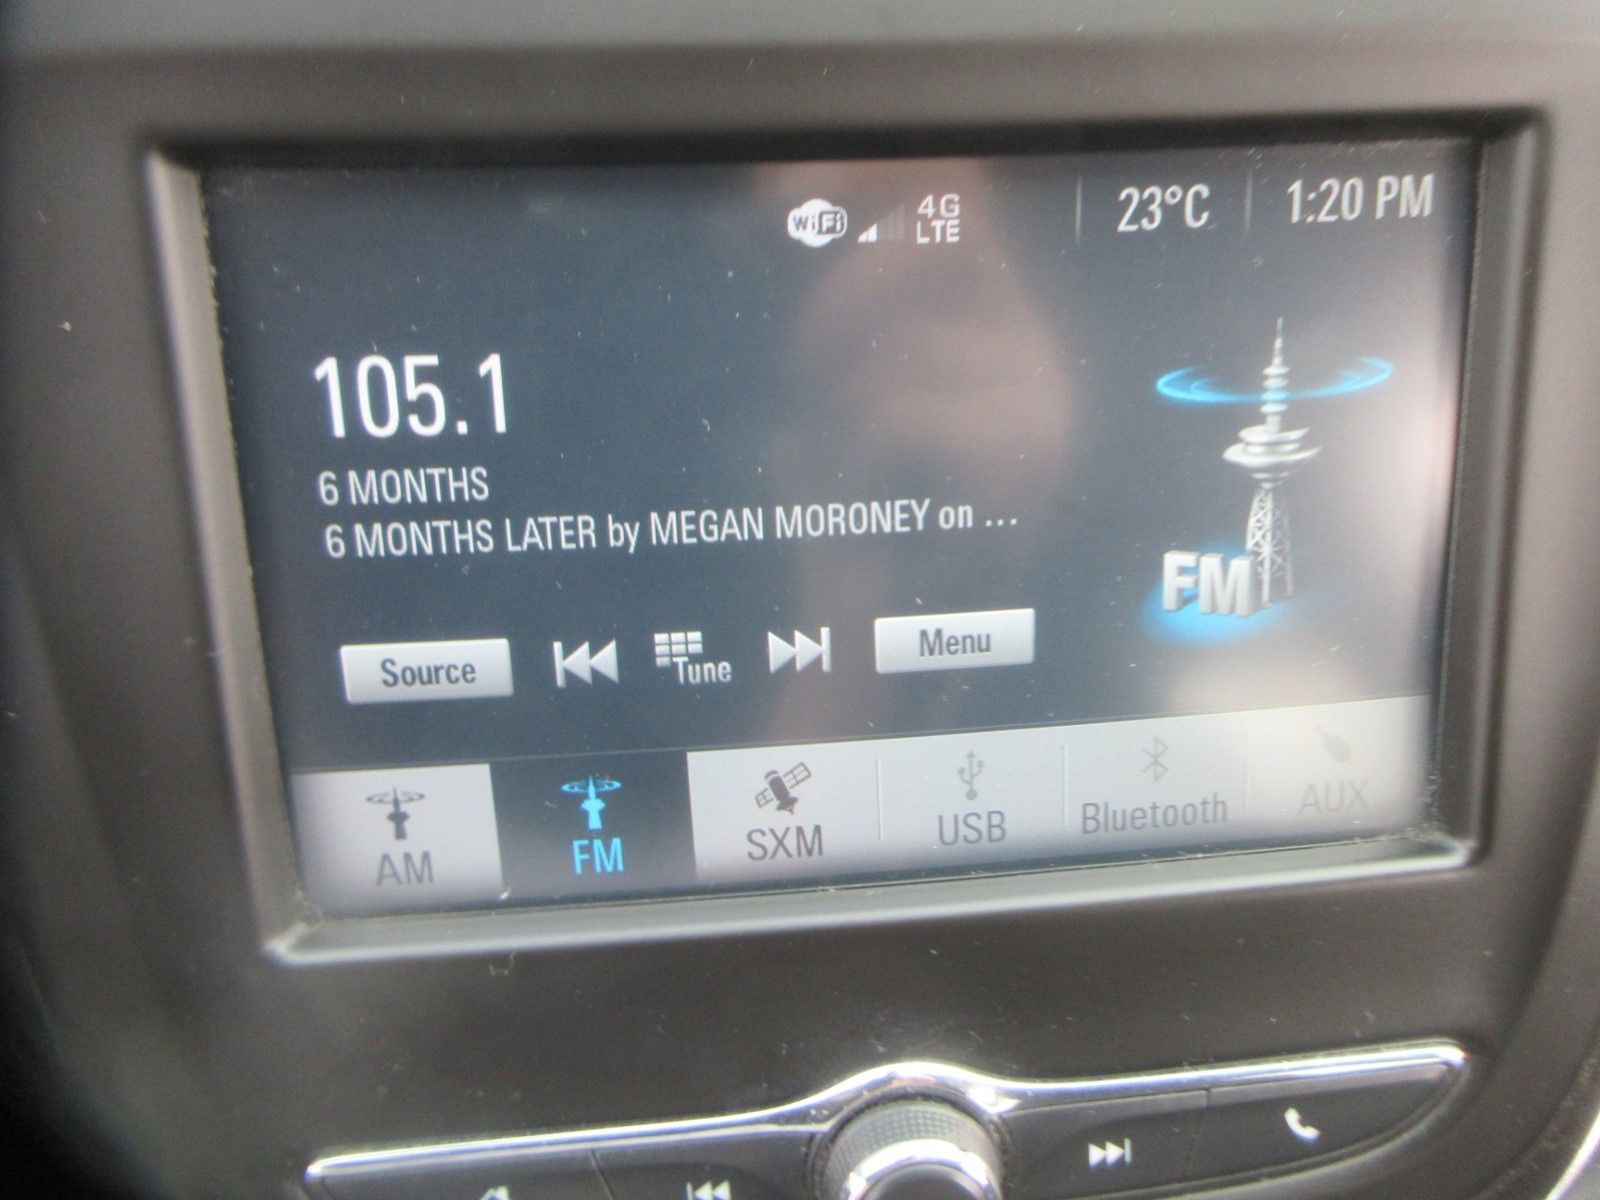 WiFi 4G LTE 23°C 1:20 PM
105.1
6 MONTHS
6 MONTHS LATER by MEGAN MORONEY on ...
FM
Source Tune Menu
AM FM SXM USB Bluetooth AUX